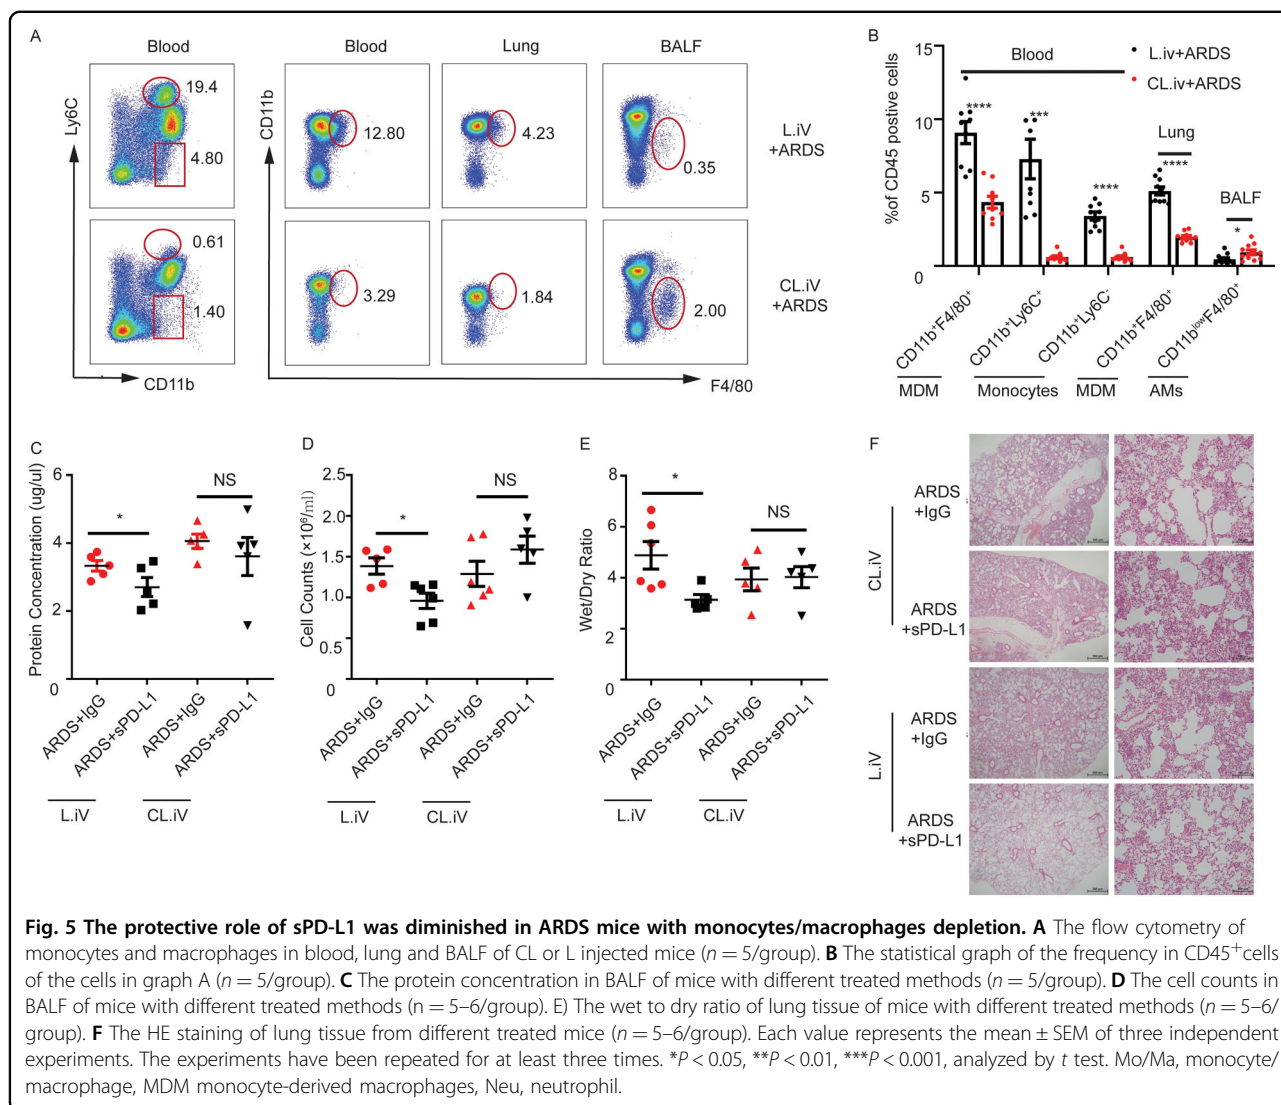 A
Blood
Blood
Lung
BALF
Ly6C
CD11b
19.4
4.80
12.80
4.23
0.35
L.iV
+ARDS
0.61
1.40
3.29
1.84
2.00
CL.iV
+ARDS
CD11b
F4/80
B
%of CD45 postive cells
15
10
5
0
Blood
L.iv+ARDS
CL.iv+ARDS
****
***
****
Lung
****
BALF
*
CD11b⁺F4/80⁺
CD11b⁺Ly6C⁺
CD11b⁺Ly6C⁻
CD11b⁺F4/80⁺
CD11bˡᵒʷF4/80⁺
MDM
Monocytes
MDM
AMs
C
Protein Concentration (ug/ul)
6
4
2
0
*
NS
ARDS+IgG
ARDS+sPD-L1
ARDS+IgG
ARDS+sPD-L1
L.iV
CL.iV
D
Cell Counts (×10⁶/ml)
2.5
2.0
1.5
1.0
0.5
0
*
NS
ARDS+IgG
ARDS+sPD-L1
ARDS+IgG
ARDS+sPD-L1
L.iV
CL.iV
E
Wet/Dry Ratio
8
6
4
2
0
*
NS
ARDS+IgG
ARDS+sPD-L1
ARDS+IgG
ARDS+sPD-L1
L.iV
CL.iV
F
CL.iV
ARDS
+IgG
ARDS
+sPD-L1
L.iV
ARDS
+IgG
ARDS
+sPD-L1
Fig. 5 The protective role of sPD-L1 was diminished in ARDS mice with monocytes/macrophages depletion. A The flow cytometry of
monocytes and macrophages in blood, lung and BALF of CL or L injected mice (n = 5/group). B The statistical graph of the frequency in CD45⁺cells
of the cells in graph A (n = 5/group). C The protein concentration in BALF of mice with different treated methods (n = 5/group). D The cell counts in
BALF of mice with different treated methods (n = 5–6/group). E) The wet to dry ratio of lung tissue of mice with different treated methods (n = 5–6/
group). F The HE staining of lung tissue from different treated mice (n = 5–6/group). Each value represents the mean ± SEM of three independent
experiments. The experiments have been repeated for at least three times. *P < 0.05, **P < 0.01, ***P < 0.001, analyzed by t test. Mo/Ma, monocyte/
macrophage, MDM monocyte-derived macrophages, Neu, neutrophil.